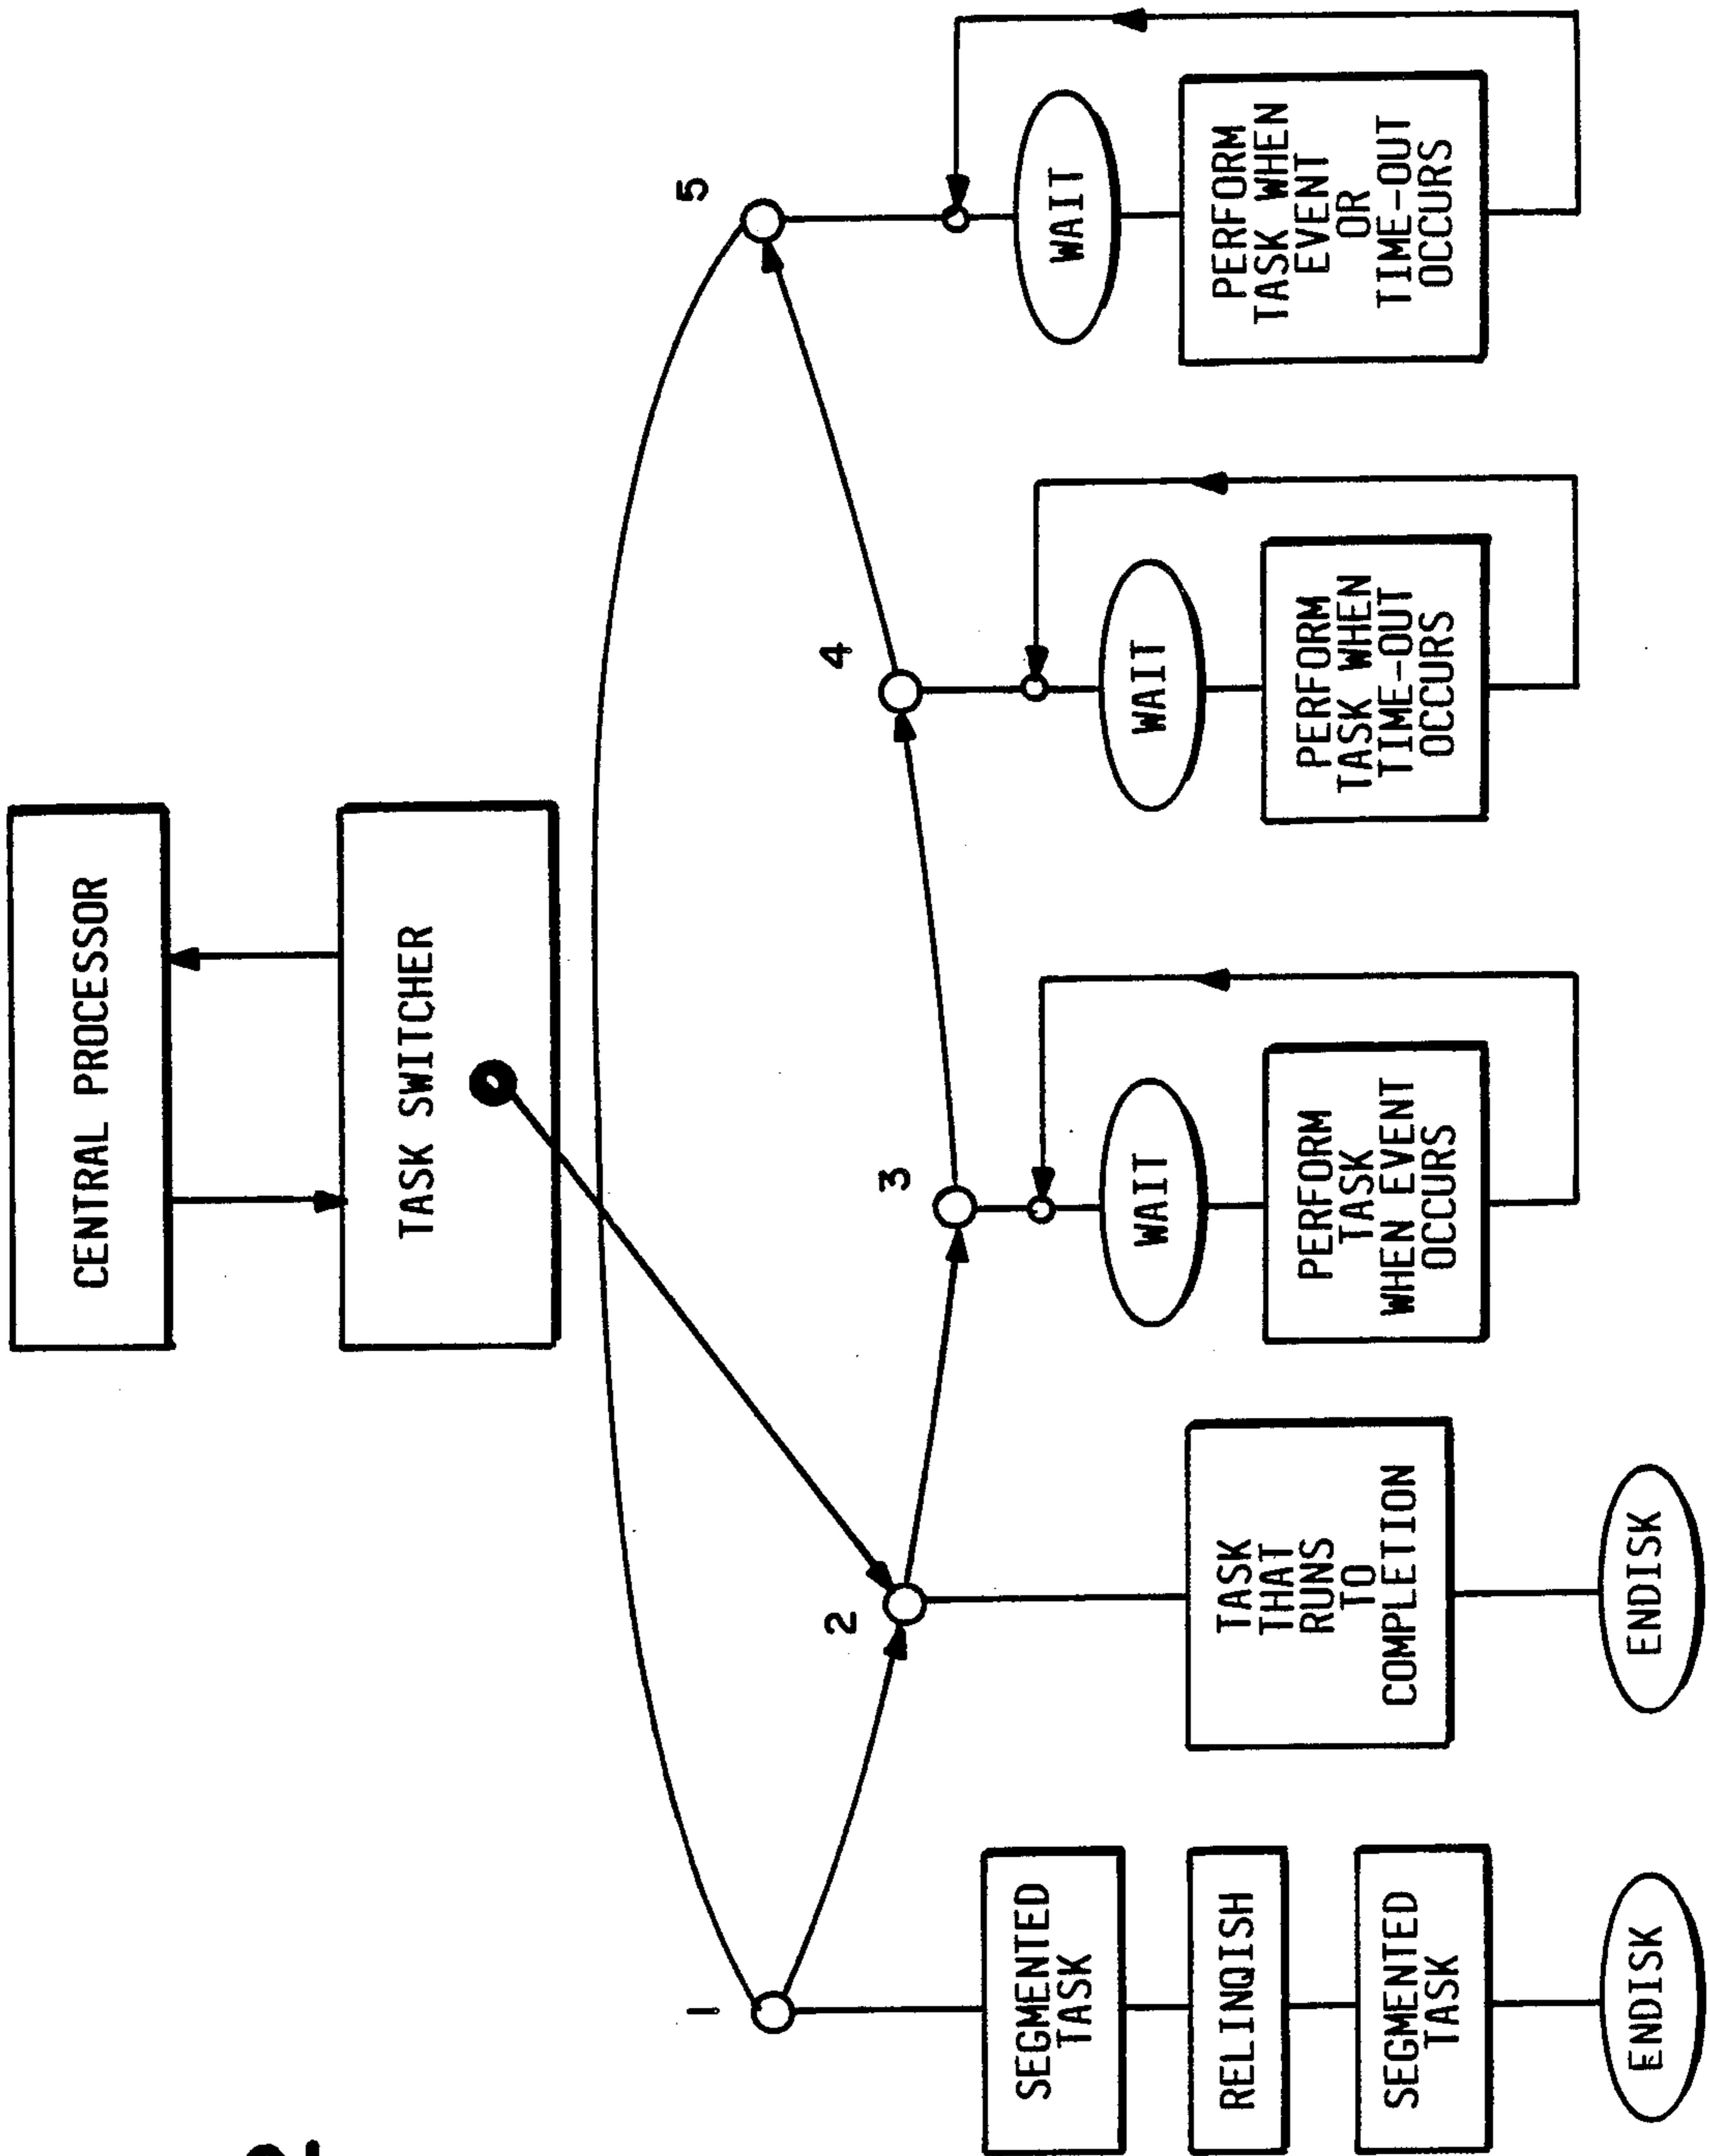 CENTRAL PROCESSOR
TASK SWITCHER
1
2
3
4
5
SEGMENTED
TASK
RELINQISH
SEGMENTED
TASK
ENDISK
TASK
THAT
RUNS
TO
COMPLETION
ENDISK
WAIT
PERFORM
TASK
WHEN EVENT
OCCURS
WAIT
PERFORM
TASK WHEN
TIME-OUT
OCCURS
WAIT
PERFORM
TASK WHEN
EVENT
OR
TIME-OUT
OCCURS